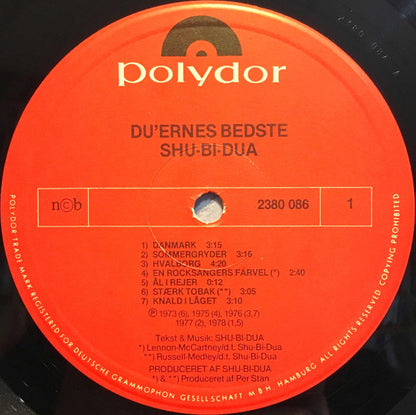 polydor
DU'ERNES BEDSTE
SHU-BI-DUA
n©b
2380 086
1
1) DANMARK 3:15
2) SOMMERGRYDER 3:16
3) HVALBORG 4:20
4) EN ROCKSANGERS FARVEL (*) 2:40
5) ÅL I REJER 2:20
6) STÆRK TOBAK (**) 3:05
7) KNALD I LÅGET 3:10
℗ 1973 (6), 1975 (4), 1976 (3,7)
1977 (2), 1978 (1,5)
Tekst & Musik: SHU-BI-DUA
*) Lennon-McCartney/d.t. Shu-Bi-Dua
**) Russell-Medley/d.t. Shu-Bi-Dua
PRODUCERET AF SHU-BI-DUA
*) & **) Produceret af Per Stan
POLYDOR-TRADE MARK REGISTERED FOR DEUTSCHE GRAMMOPHON GESELLSCHAFT M B H, HAMBURG ALL RIGHTS RESERVED COPYING PROHIBITED